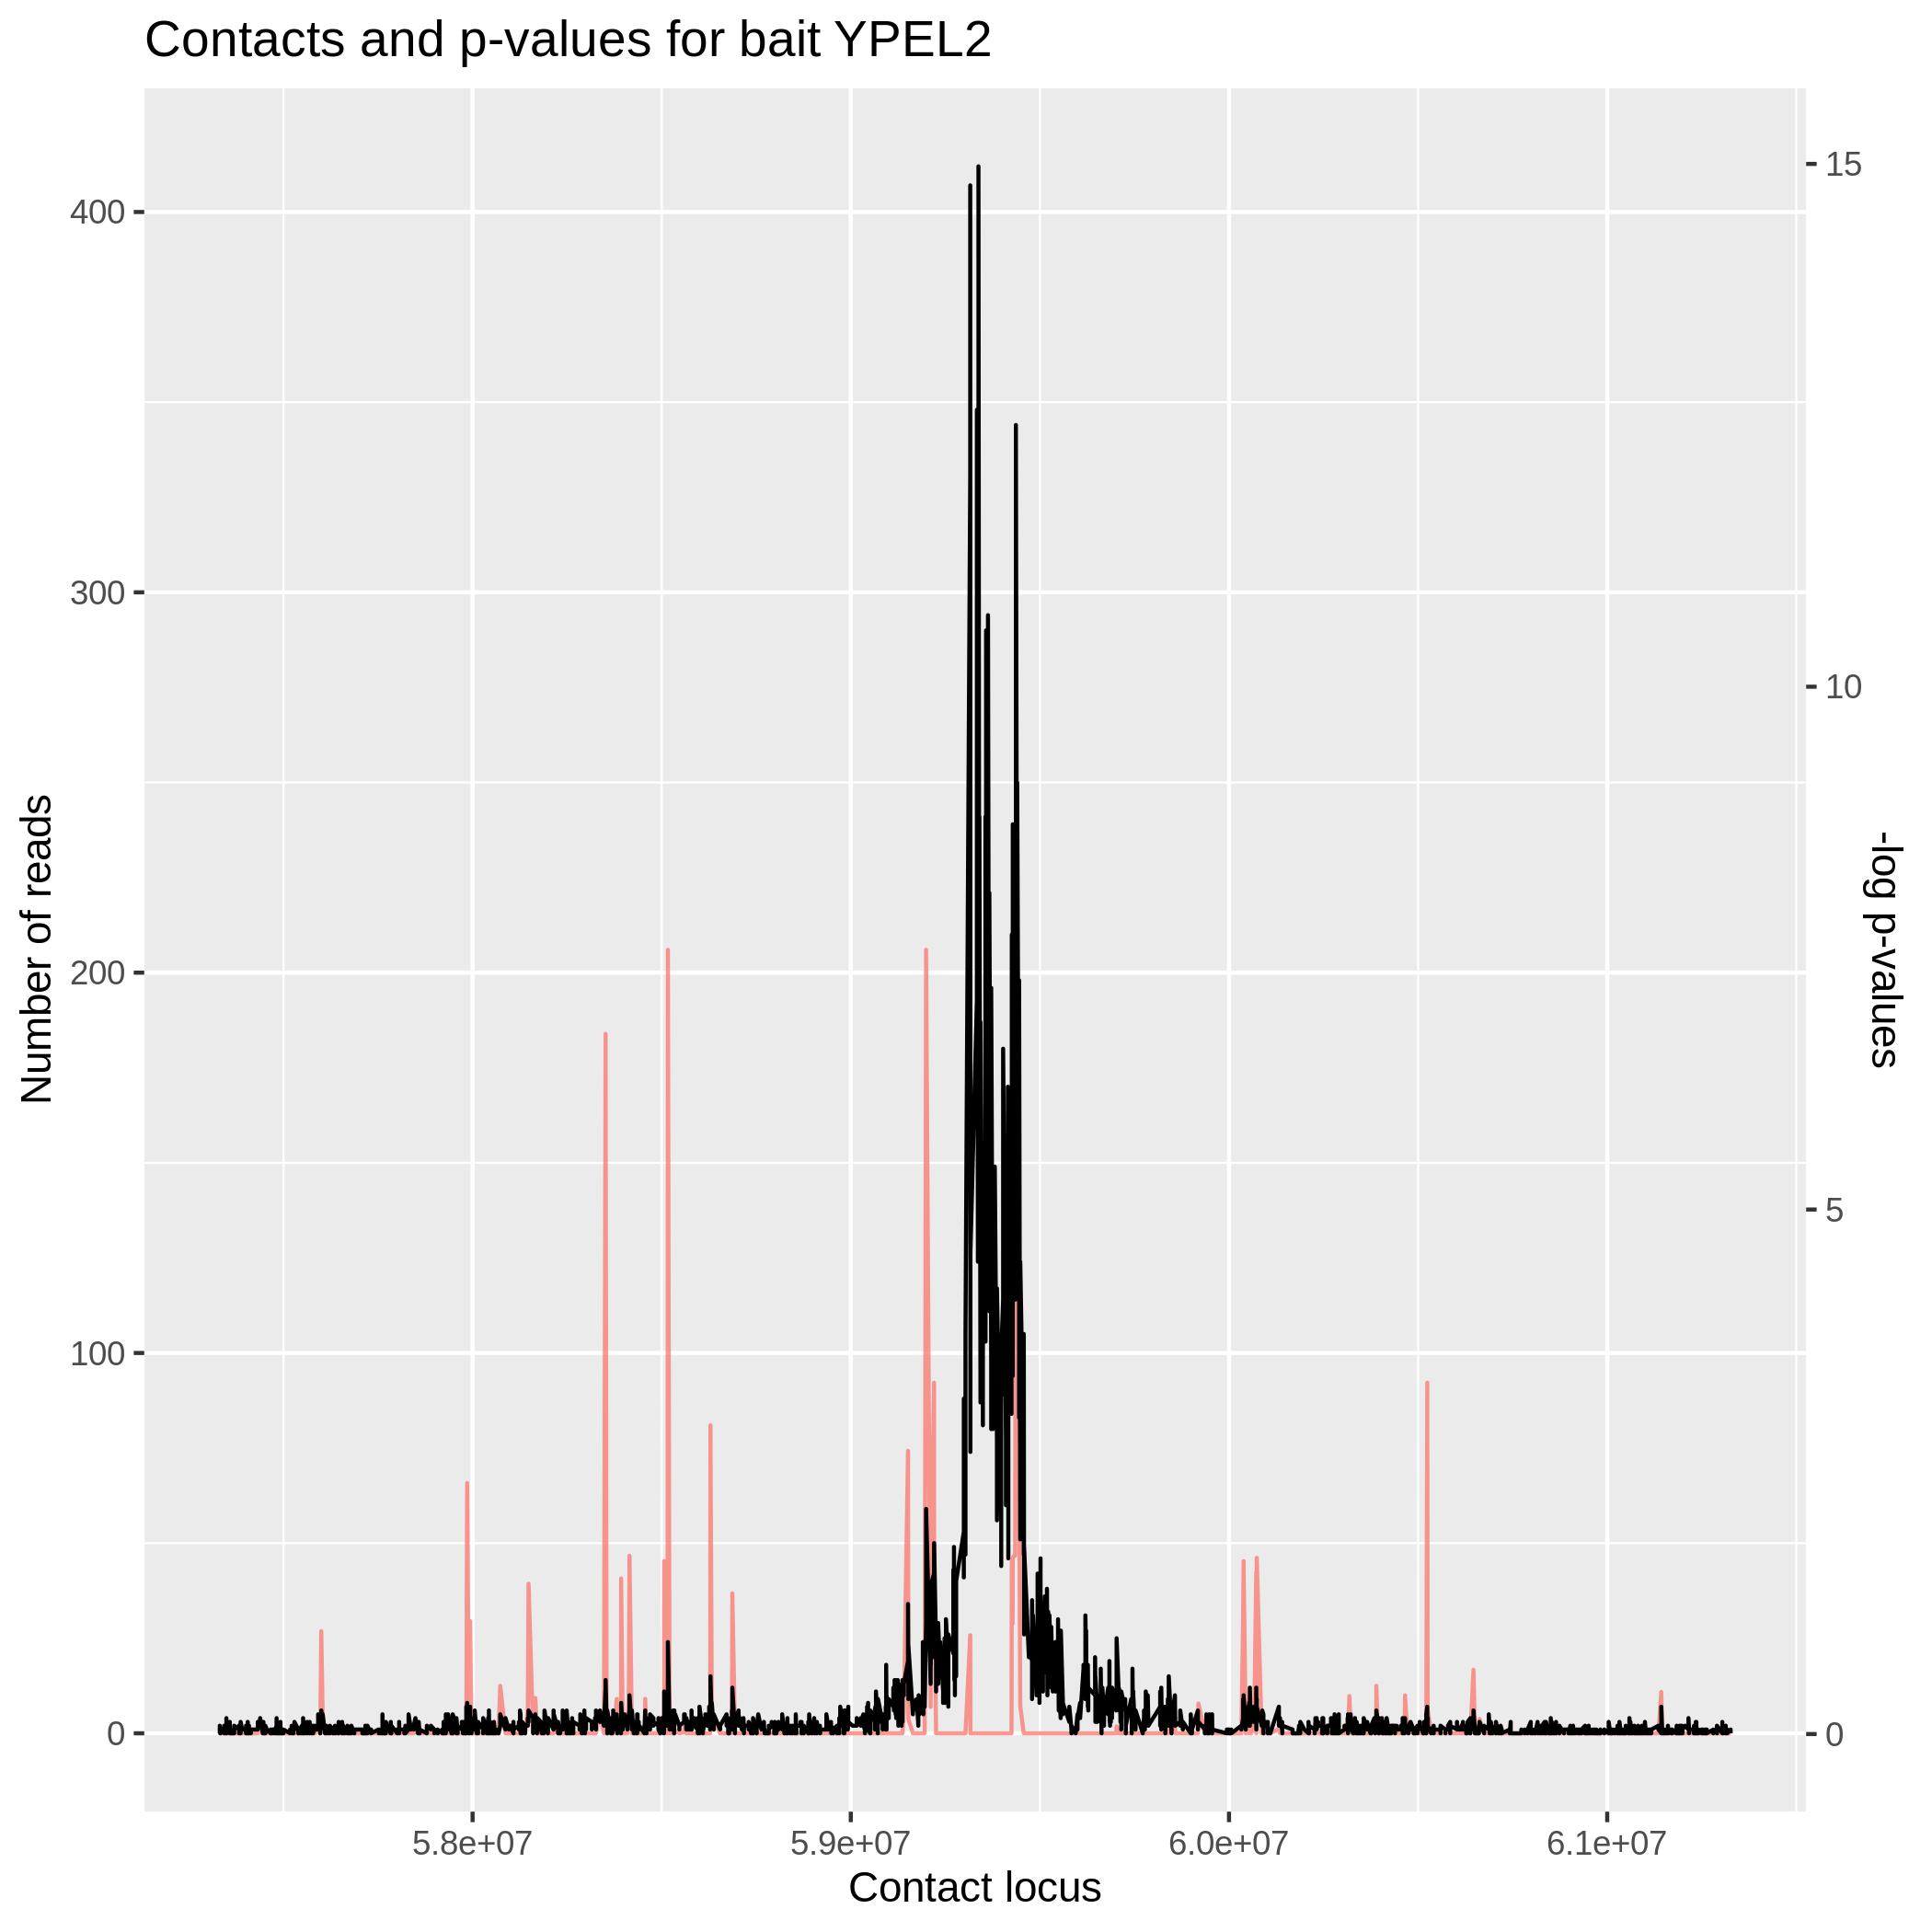 Contacts and p-values for bait YPEL2
Number of reads
400
300
200
100
0
15
10
5
0
-log p-values
5.8e+07
5.9e+07
6.0e+07
6.1e+07
Contact locus